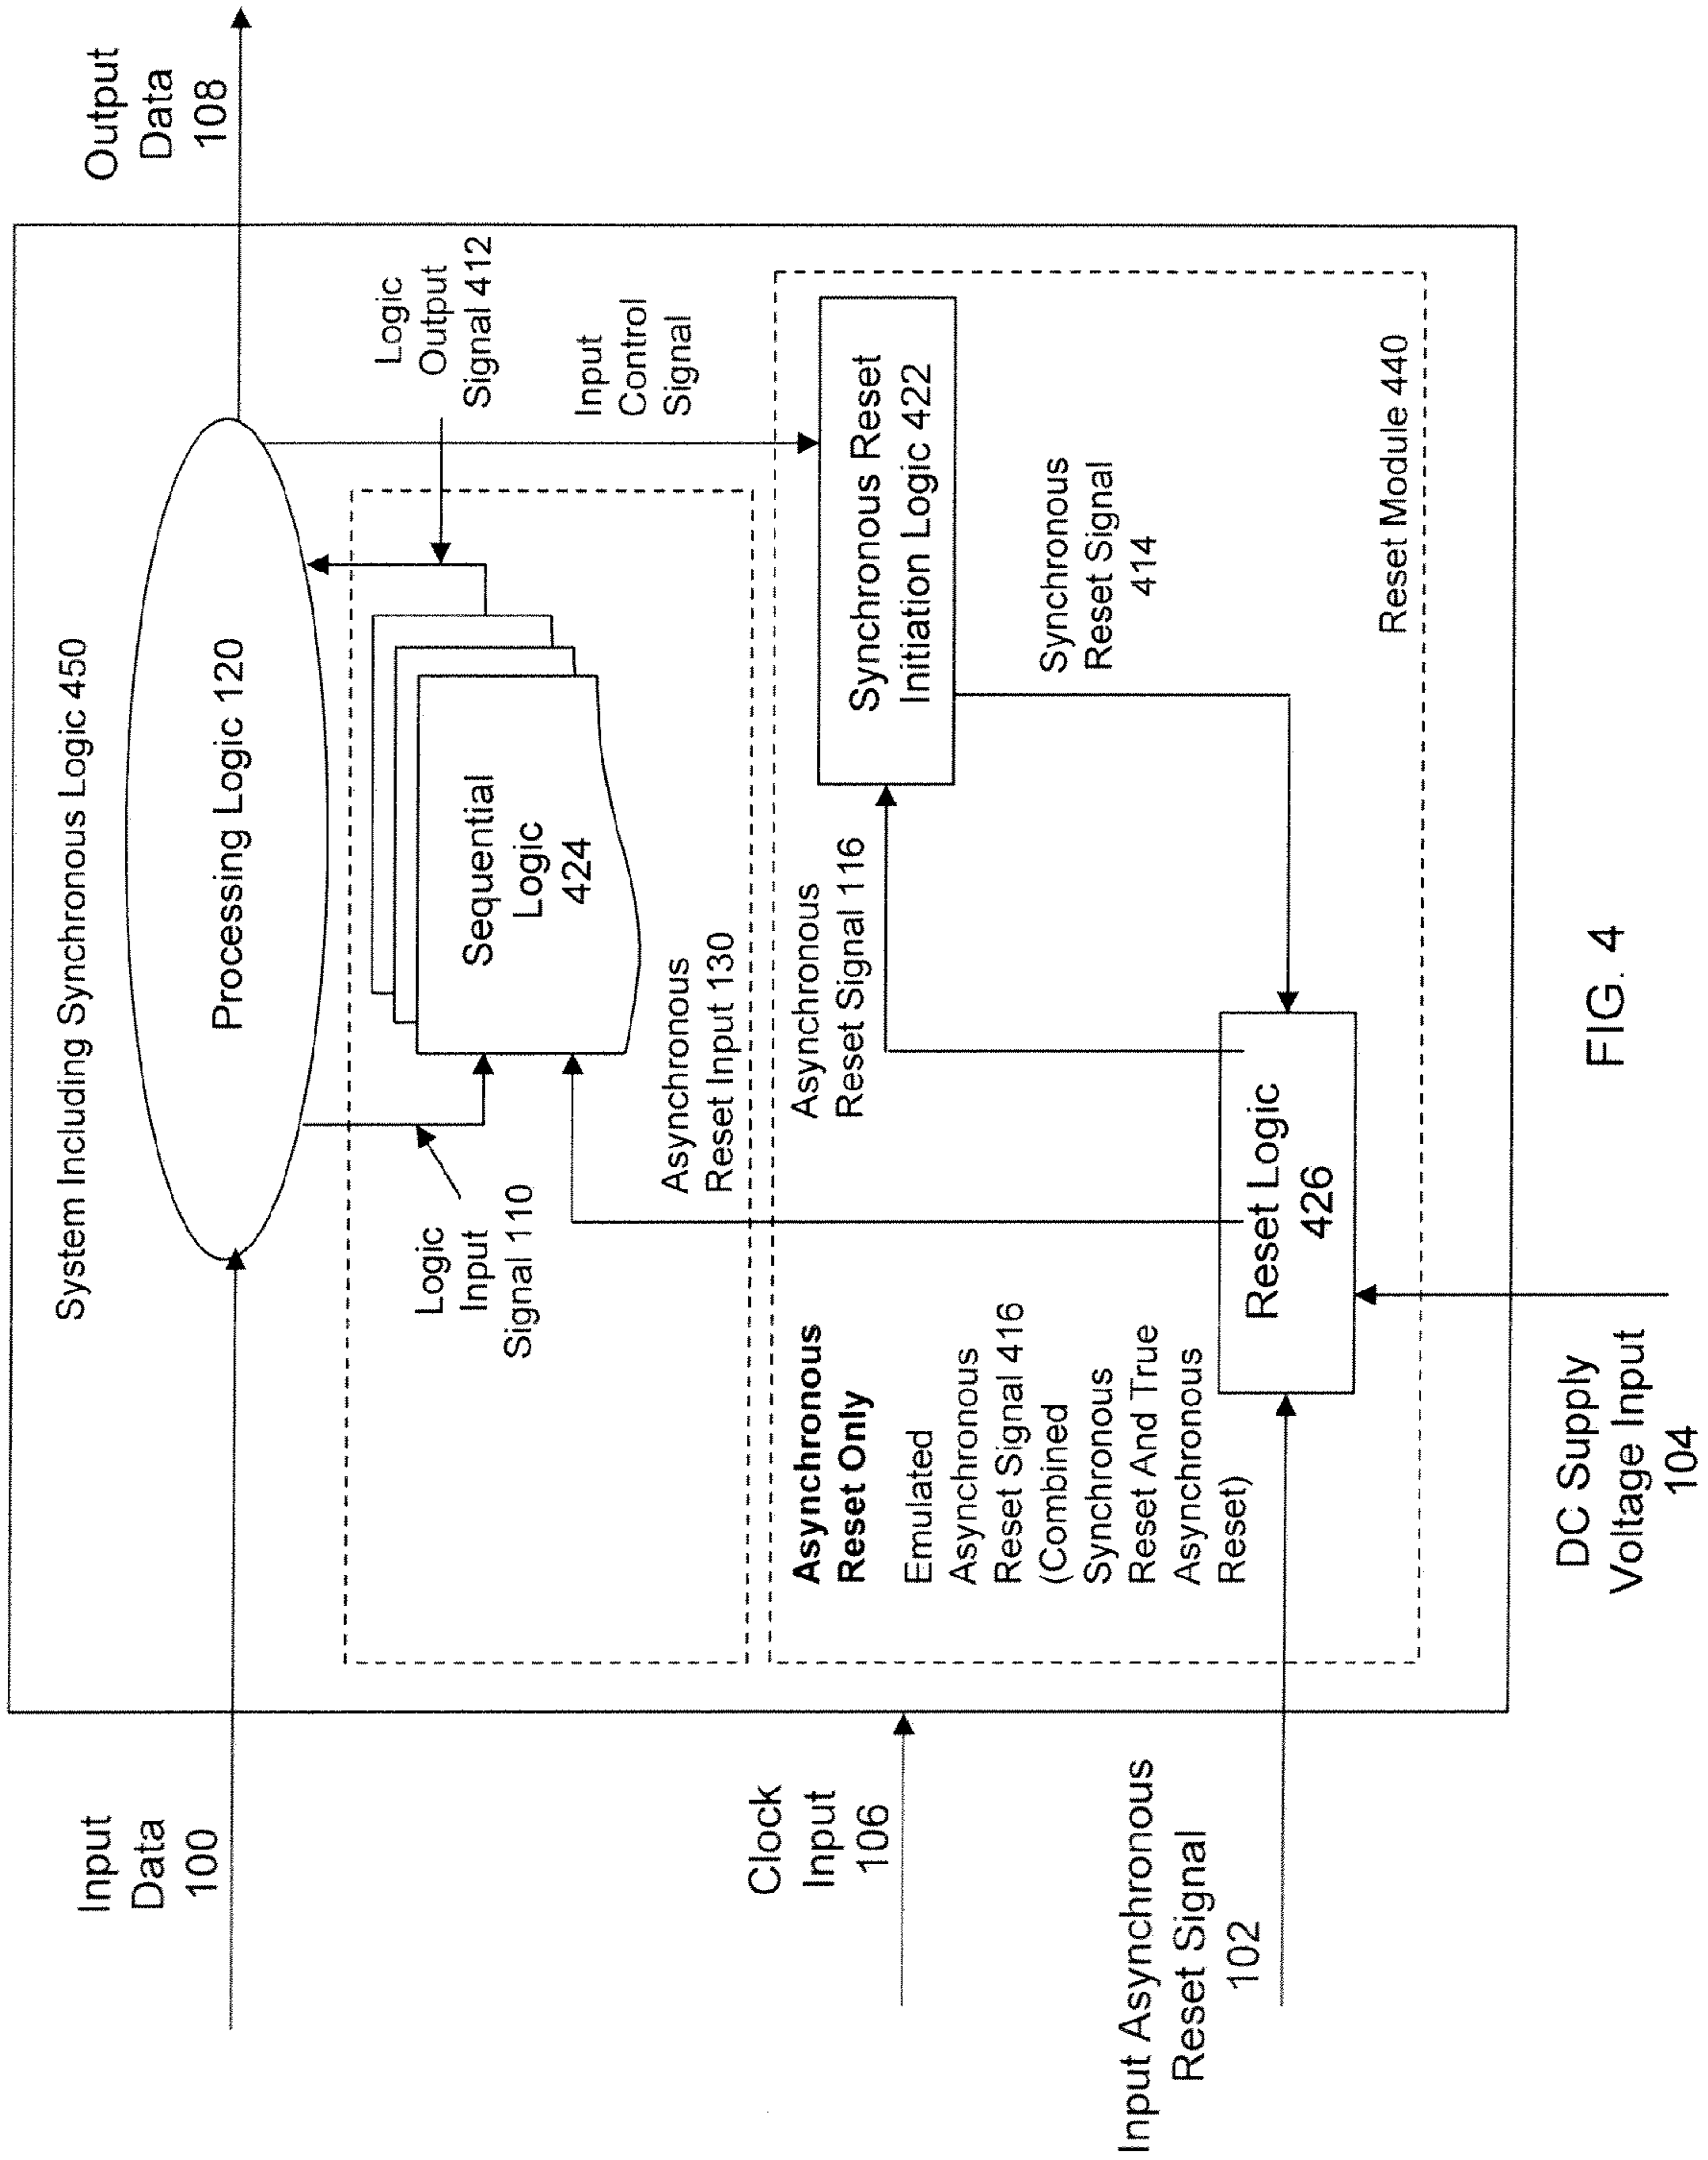 System Including Synchronous Logic 450
Input
Data
100
Processing Logic 120
Output
Data
108
Logic
Input
Signal 110
Sequential
Logic
424
Logic
Output
Signal 412
Input
Control
Signal
Asynchronous
Reset Input 130
Clock
Input
106
Asynchronous
Reset Only
Emulated
Asynchronous
Reset Signal 416
(Combined
Synchronous
Reset And True
Asynchronous
Reset)
Asynchronous
Reset Signal 116
Synchronous Reset
Initiation Logic 422
Synchronous
Reset Signal
414
Input Asynchronous
Reset Signal
102
Reset Logic
426
Reset Module 440
DC Supply
Voltage Input
104
FIG. 4